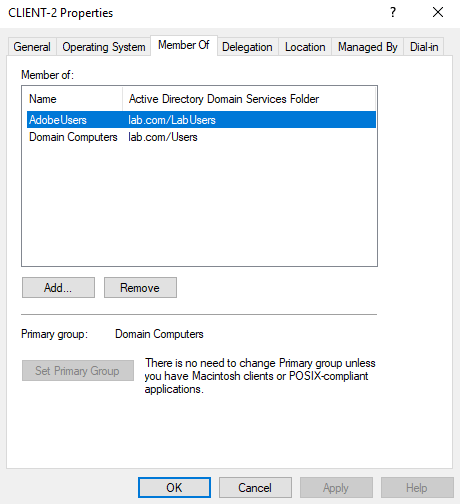 CLIENT-2 Properties
?
General Operating System Member Of Delegation Location Managed By Dial-in
Member of:
Name Active Directory Domain Services Folder
AdobeUsers lab.com/LabUsers
Domain Computers lab.com/Users
Add... Remove
Primary group: Domain Computers
Set Primary Group
There is no need to change Primary group unless
you have Macintosh clients or POSIX-compliant
applications.
OK Cancel Apply Help